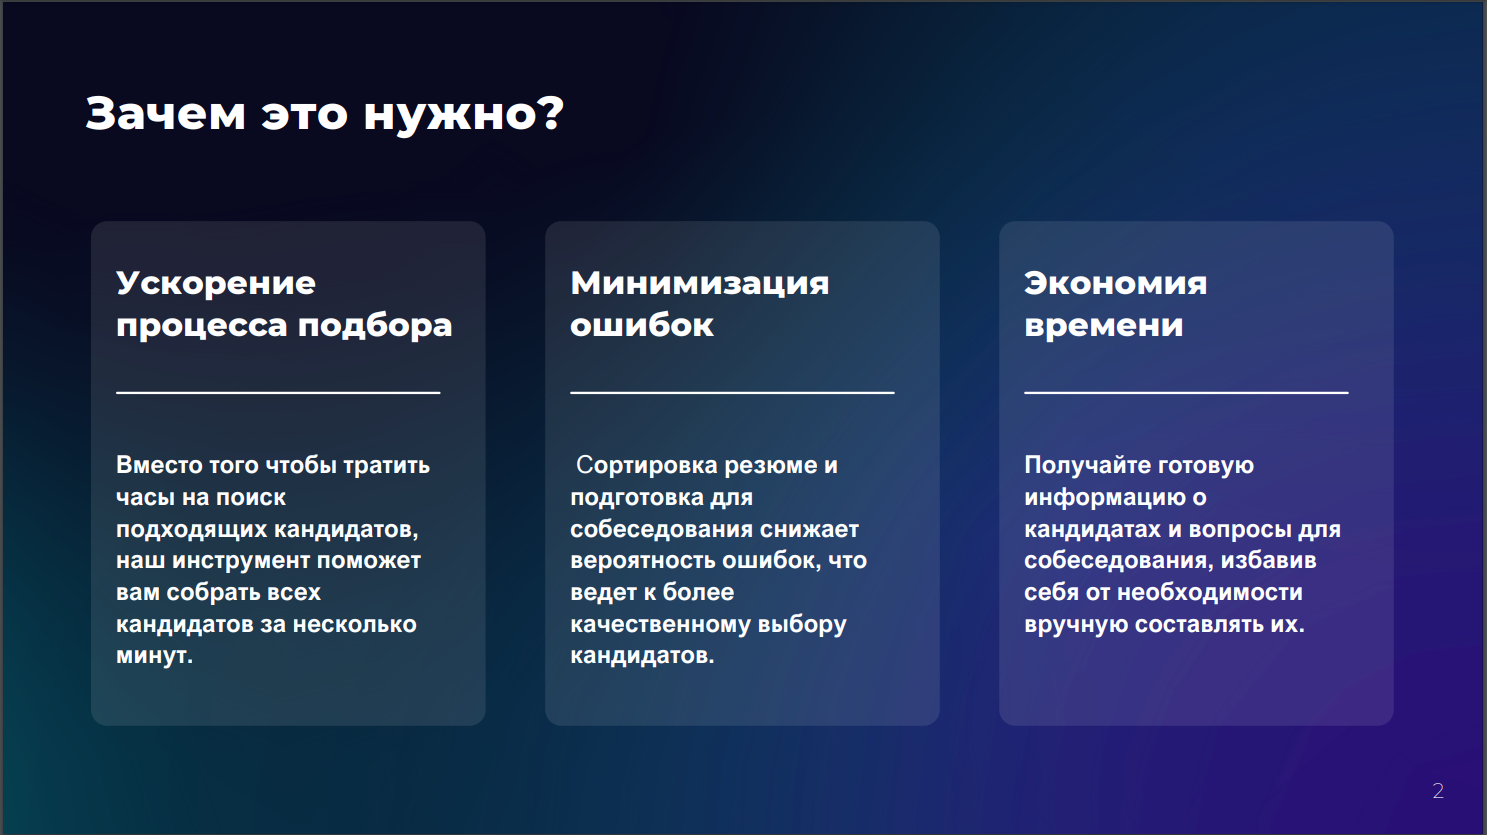 Зачем это нужно?
Ускорение
процесса подбора
Вместо того чтобы тратить
часы на поиск
подходящих кандидатов,
наш инструмент поможет
вам собрать всех
кандидатов за несколько
минут.
Минимизация
ошибок
Сортировка резюме и
подготовка для
собеседования снижает
вероятность ошибок, что
ведет к более
качественному выбору
кандидатов.
Экономия
времени
Получайте готовую
информацию о
кандидатах и вопросы для
собеседования, избавив
себя от необходимости
вручную составлять их.
2